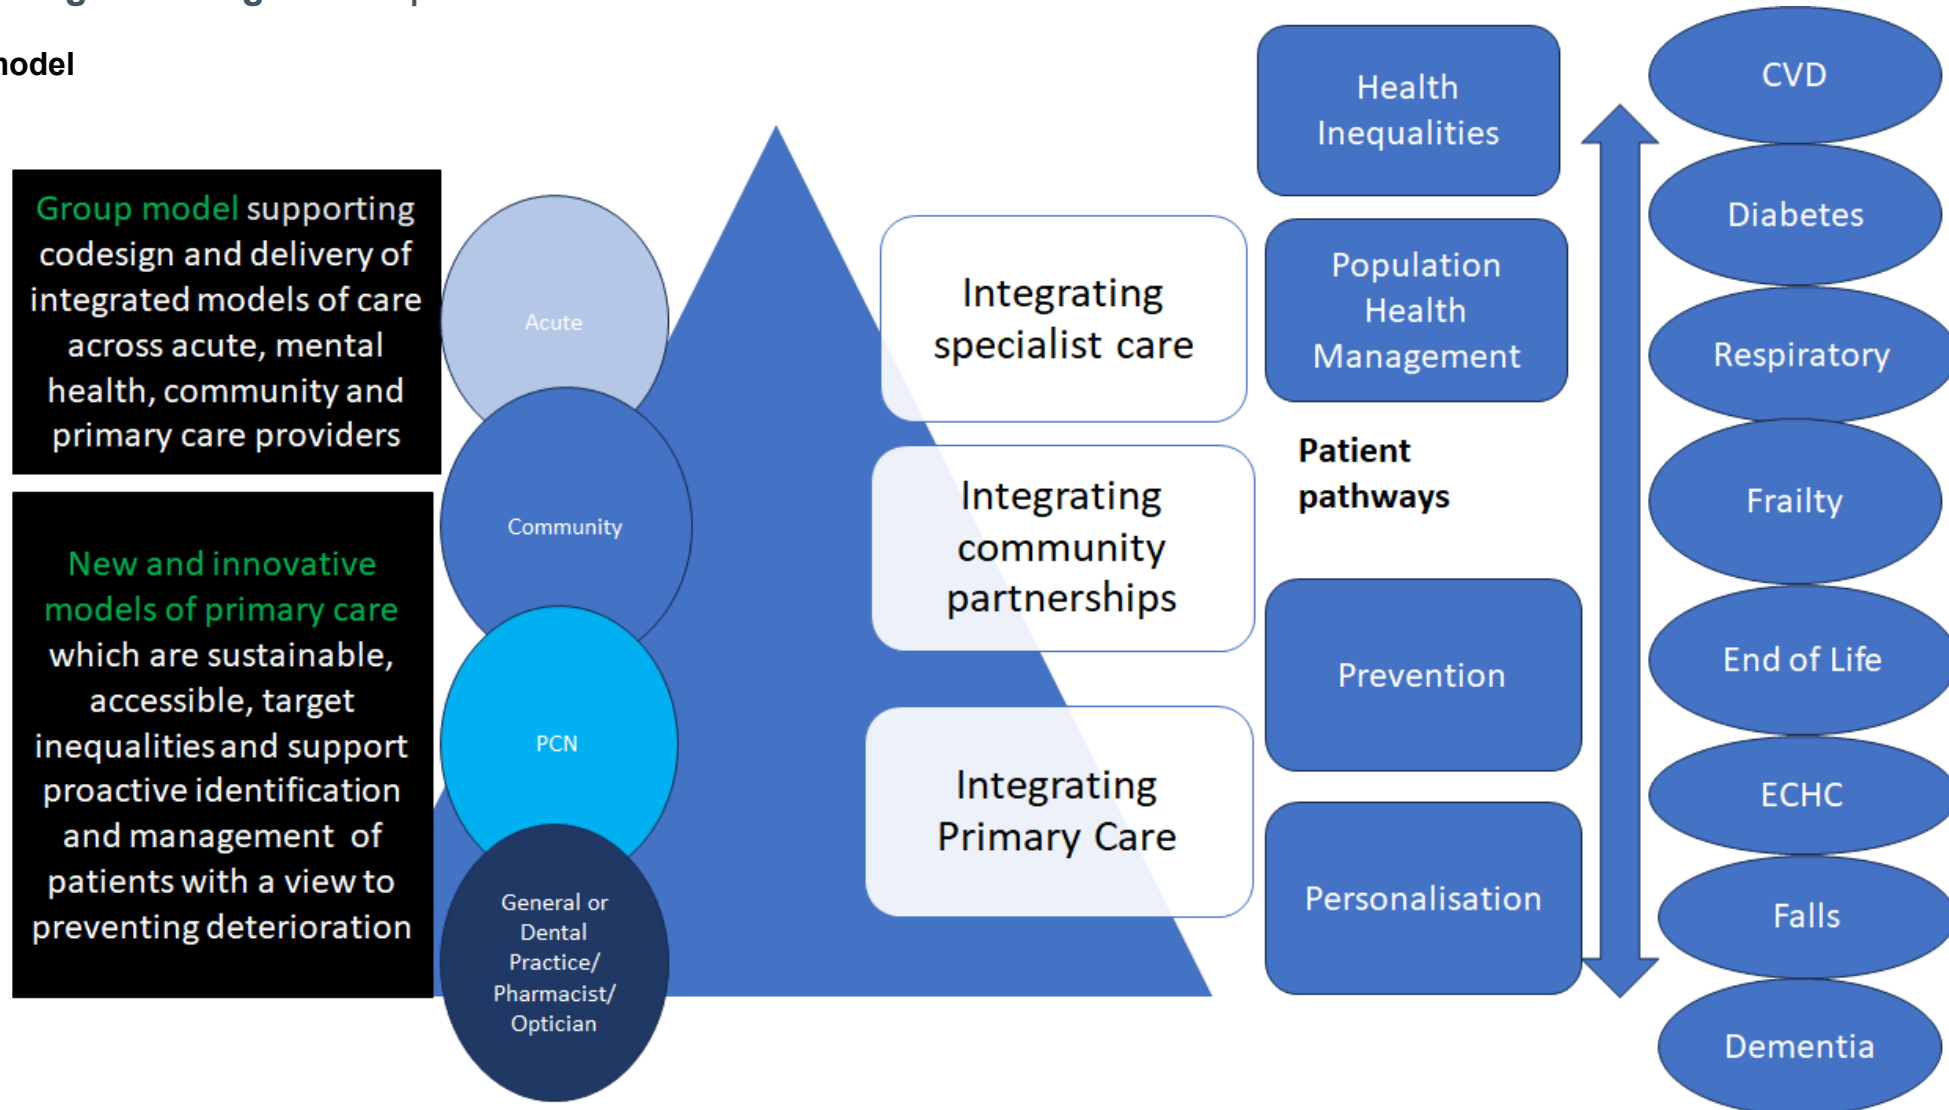 model
Group model supporting
codesign and delivery of
integrated models of care
across acute, mental
health, community and
primary care providers
New and innovative
models of primary care
which are sustainable,
accessible, target
inequalities and support
proactive identification
and management of
patients with a view to
preventing deterioration
Acute
Community
PCN
General or
Dental
Practice/
Pharmacist/
Optician
Integrating
specialist care
Integrating
community
partnerships
Integrating
Primary Care
Health
Inequalities
Population
Health
Management
Patient
pathways
Prevention
Personalisation
CVD
Diabetes
Respiratory
Frailty
End of Life
ECHC
Falls
Dementia